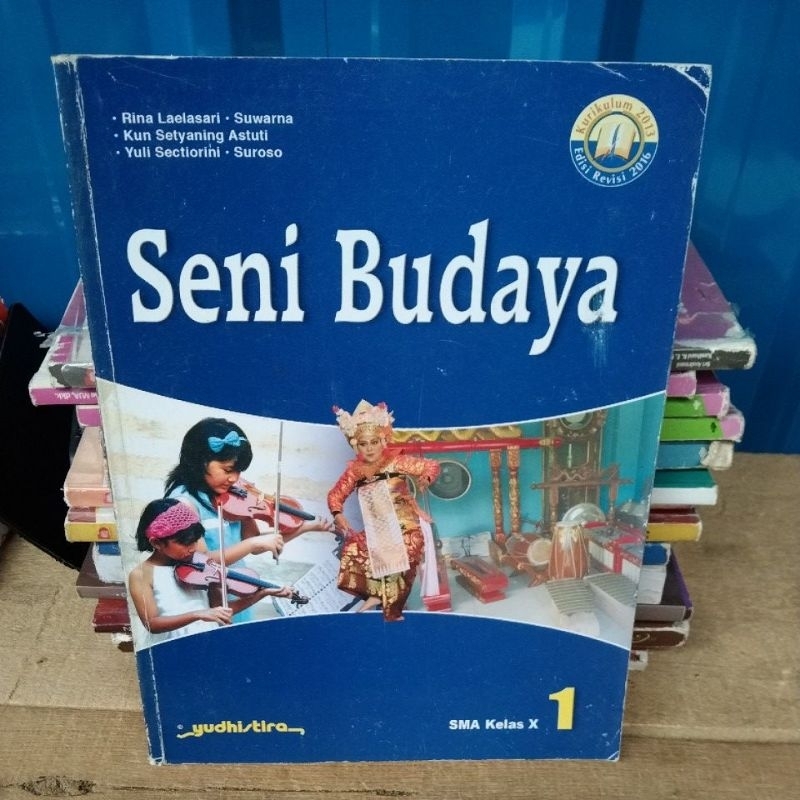 • Rina Laelasari • Suwarna
• Kun Setyaning Astuti
• Yuli Sectiorini • Suroso
Kurikulum 2013
Edisi Revisi 2016
Seni Budaya
yudhistira
SMA Kelas X 1